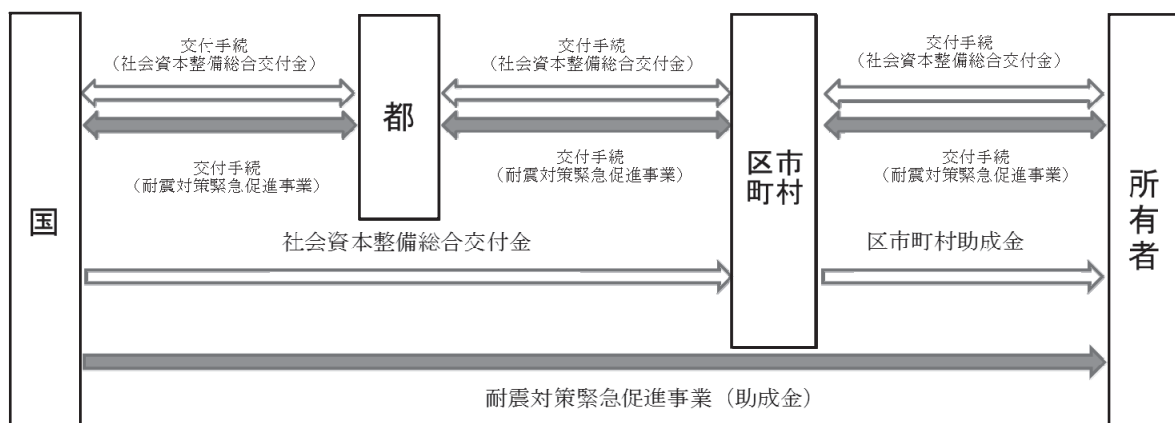 国
都
区市
町村
所有者
交付手続
（社会資本整備総合交付金）
交付手続
（社会資本整備総合交付金）
交付手続
（社会資本整備総合交付金）
交付手続
（耐震対策緊急促進事業）
交付手続
（耐震対策緊急促進事業）
交付手続
（耐震対策緊急促進事業）
社会資本整備総合交付金
区市町村助成金
耐震対策緊急促進事業（助成金）